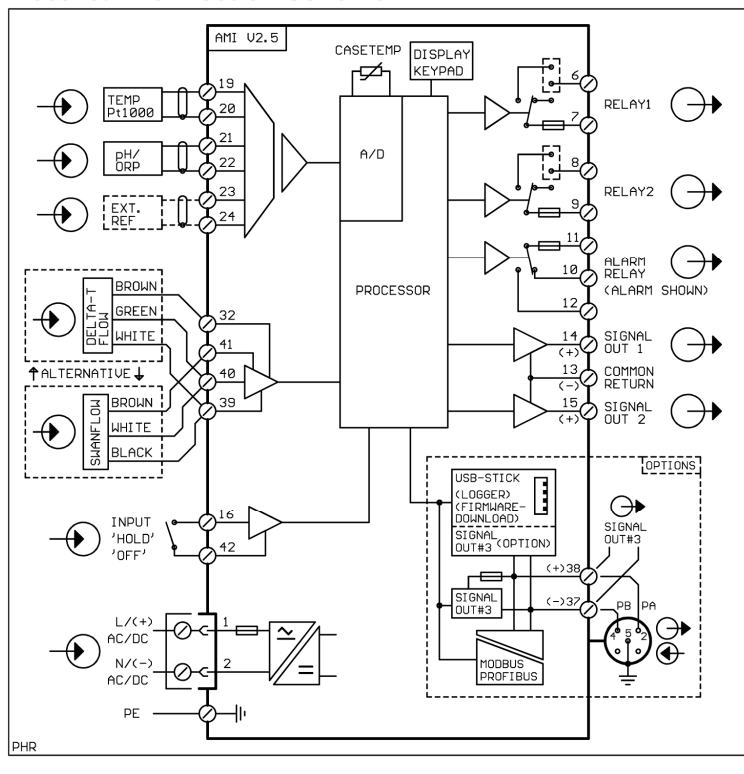 AMI V2.5
CASETEMP
DISPLAY
KEYPAD
TEMP
Pt1000
19
20
pH/
ORP
21
22
EXT.
REF
23
24
A/D
PROCESSOR
6
RELAY1
7
8
RELAY2
9
11
10
ALARM
RELAY
(ALARM SHOWN)
12
14
(+)
SIGNAL
OUT 1
13
(-)
COMMON
RETURN
15
(+)
SIGNAL
OUT 2
DELTA-T
FLOW
BROWN
GREEN
WHITE
32
41
40
39
ALTERNATIVE
SWANFLOW
BROWN
WHITE
BLACK
INPUT
'HOLD'
'OFF'
16
42
L/(+)
AC/DC
1
N/(-)
AC/DC
2
PE
OPTIONS
USB-STICK
(LOGGER)
(FIRMWARE-
DOWNLOAD)
SIGNAL
OUT#3 (OPTION)
SIGNAL
OUT#3
(+)38
(-)37
SIGNAL
OUT#3
PB PA
4 5 2
MODBUS
PROFIBUS
PHR